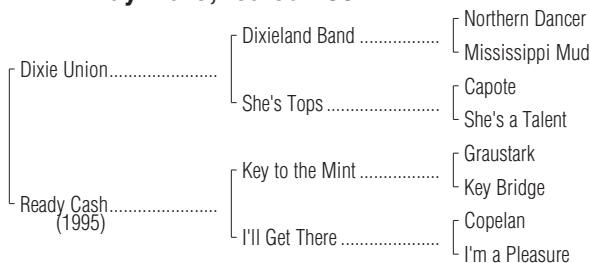 Northern Dancer
Dixieland Band ..................
Mississippi Mud
Dixie Union........................
Capote
She's Tops .........................
She's a Talent
Graustark
Key to the Mint ..................
Key Bridge
Ready Cash........................
(1995)
Copelan
I'll Get There ......................
I'm a Pleasure